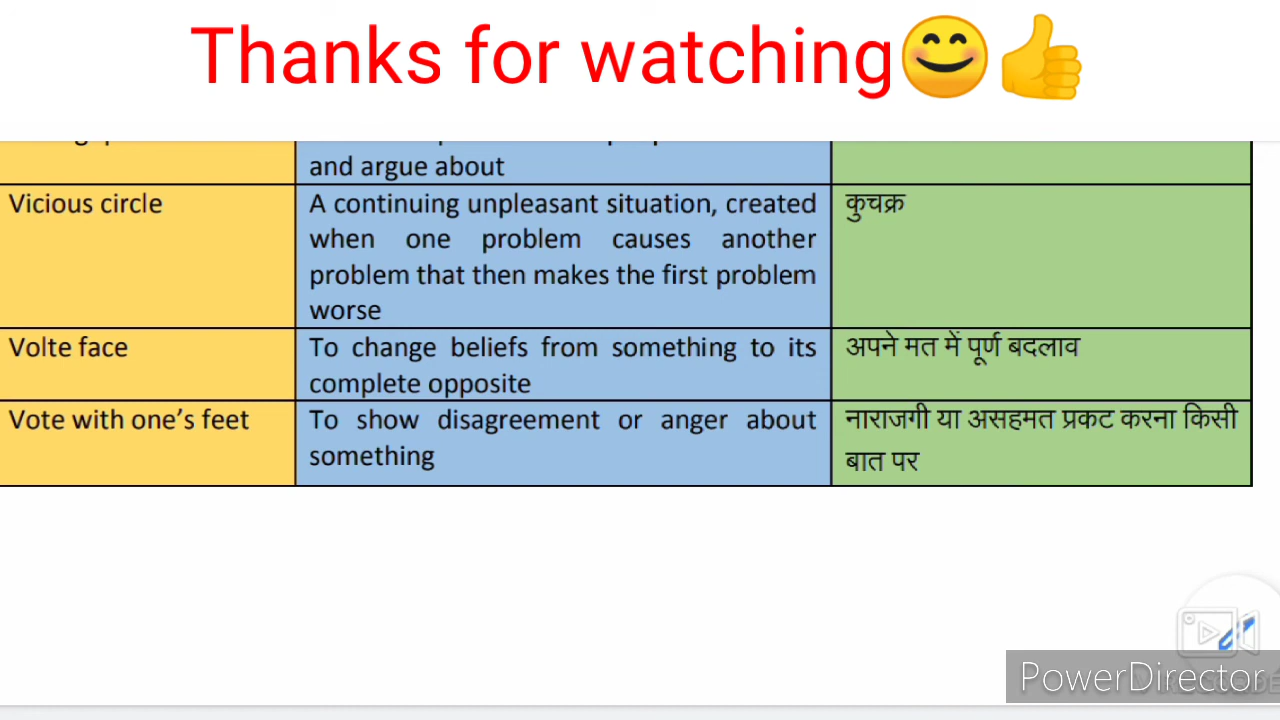 Thanks for watching😊👍
and argue about
Vicious circle
A continuing unpleasant situation, created
when one problem causes another
problem that then makes the first problem
worse
कुचक्र
Volte face
To change beliefs from something to its
complete opposite
अपने मत में पूर्ण बदलाव
Vote with one's feet
To show disagreement or anger about
something
नाराजगी या असहमत प्रकट करना किसी
बात पर
PowerDirector